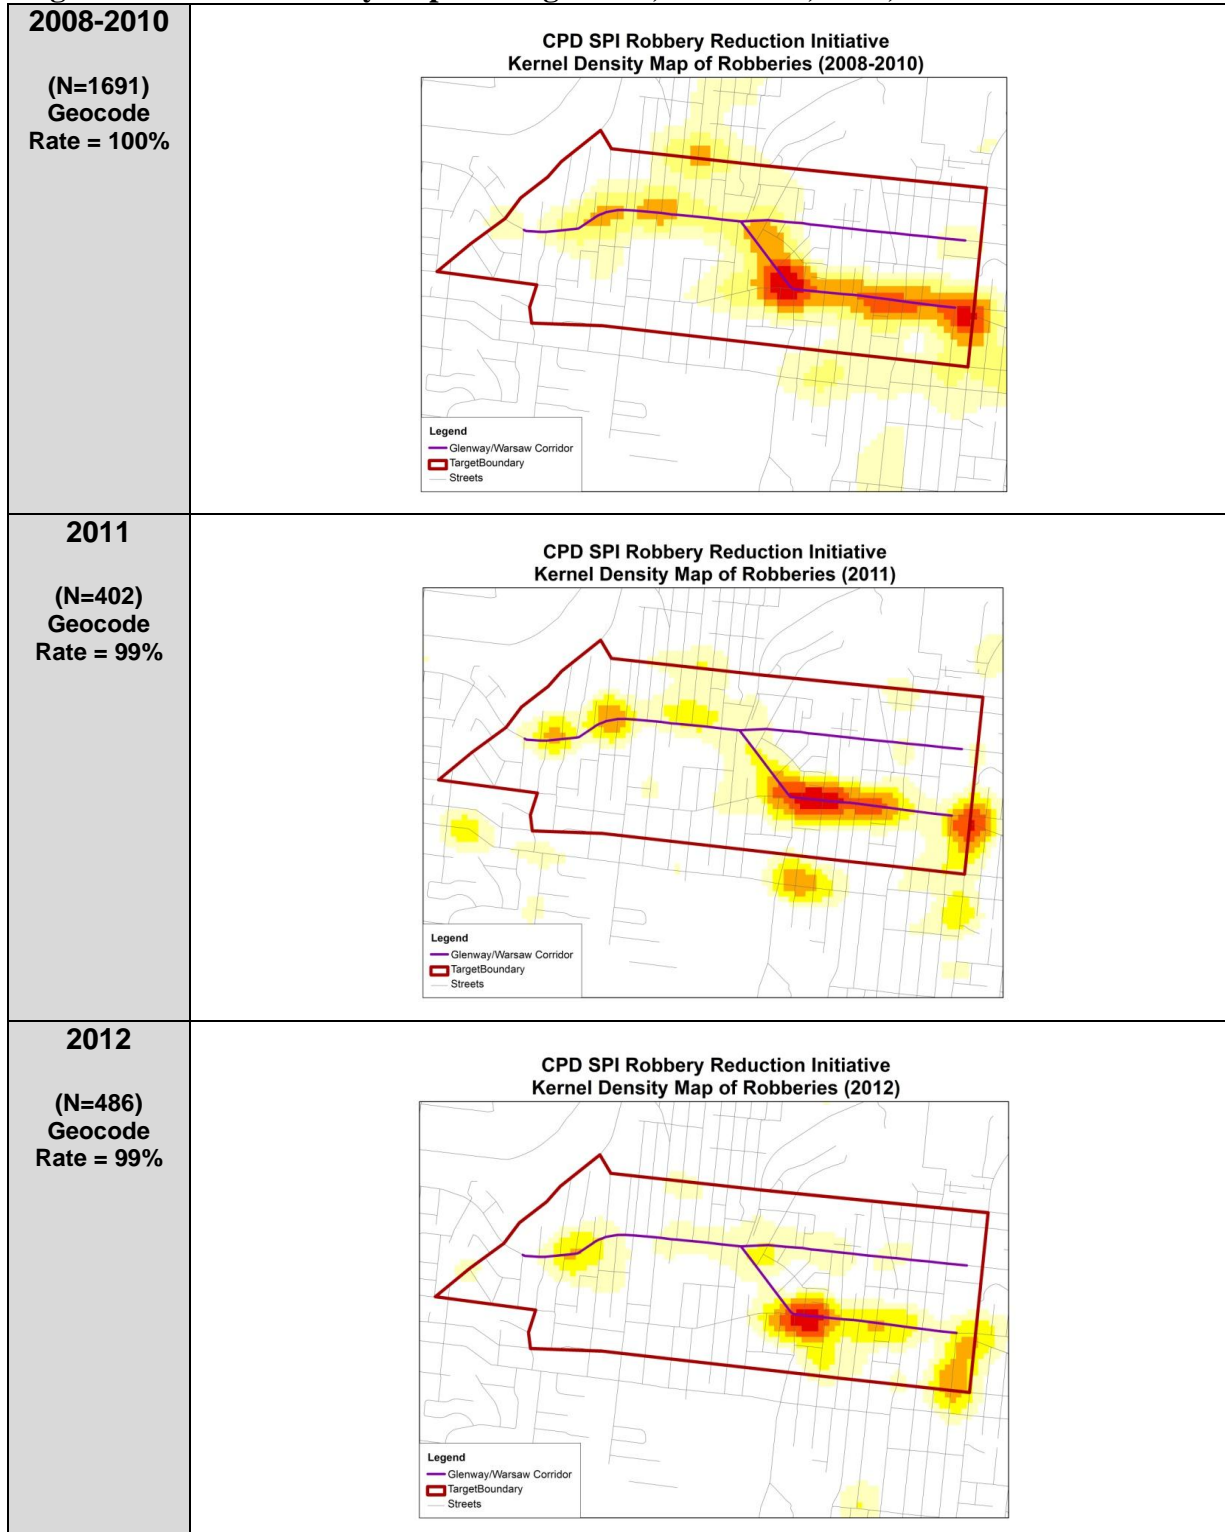 2008-2010
(N=1691)
Geocode
Rate = 100%
CPD SPI Robbery Reduction Initiative
Kernel Density Map of Robberies (2008-2010)
Legend
Glenway/Warsaw Corridor
TargetBoundary
Streets
2011
(N=402)
Geocode
Rate = 99%
CPD SPI Robbery Reduction Initiative
Kernel Density Map of Robberies (2011)
Legend
Glenway/Warsaw Corridor
TargetBoundary
Streets
2012
(N=486)
Geocode
Rate = 99%
CPD SPI Robbery Reduction Initiative
Kernel Density Map of Robberies (2012)
Legend
Glenway/Warsaw Corridor
TargetBoundary
Streets